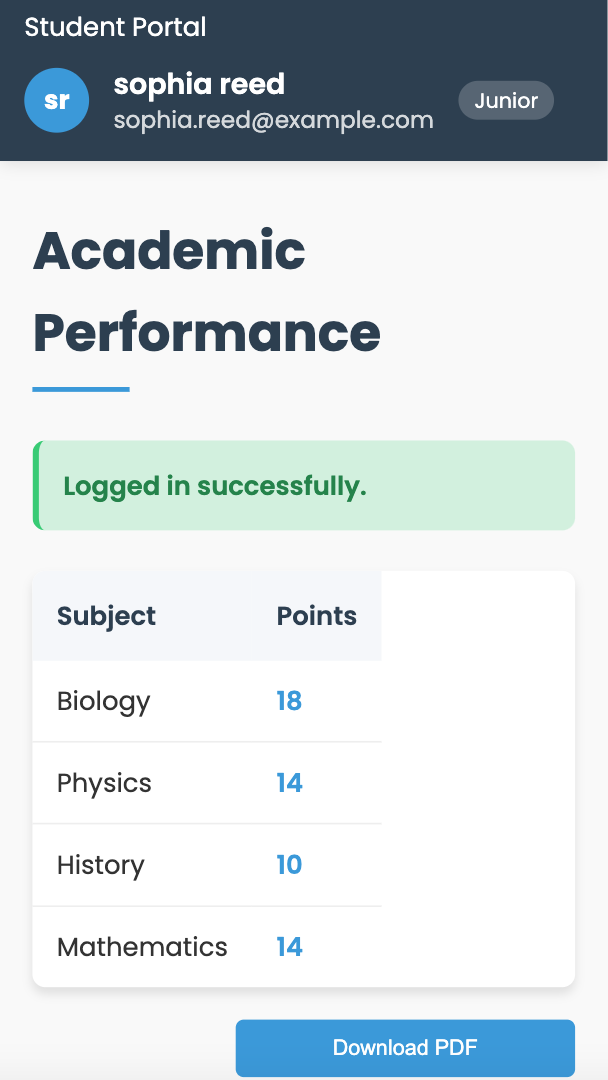 Student Portal
sr
sophia reed
sophia.reed@example.com
Junior
Academic
Performance
Logged in successfully.
Subject Points
Biology 18
Physics 14
History 10
Mathematics 14
Download PDF